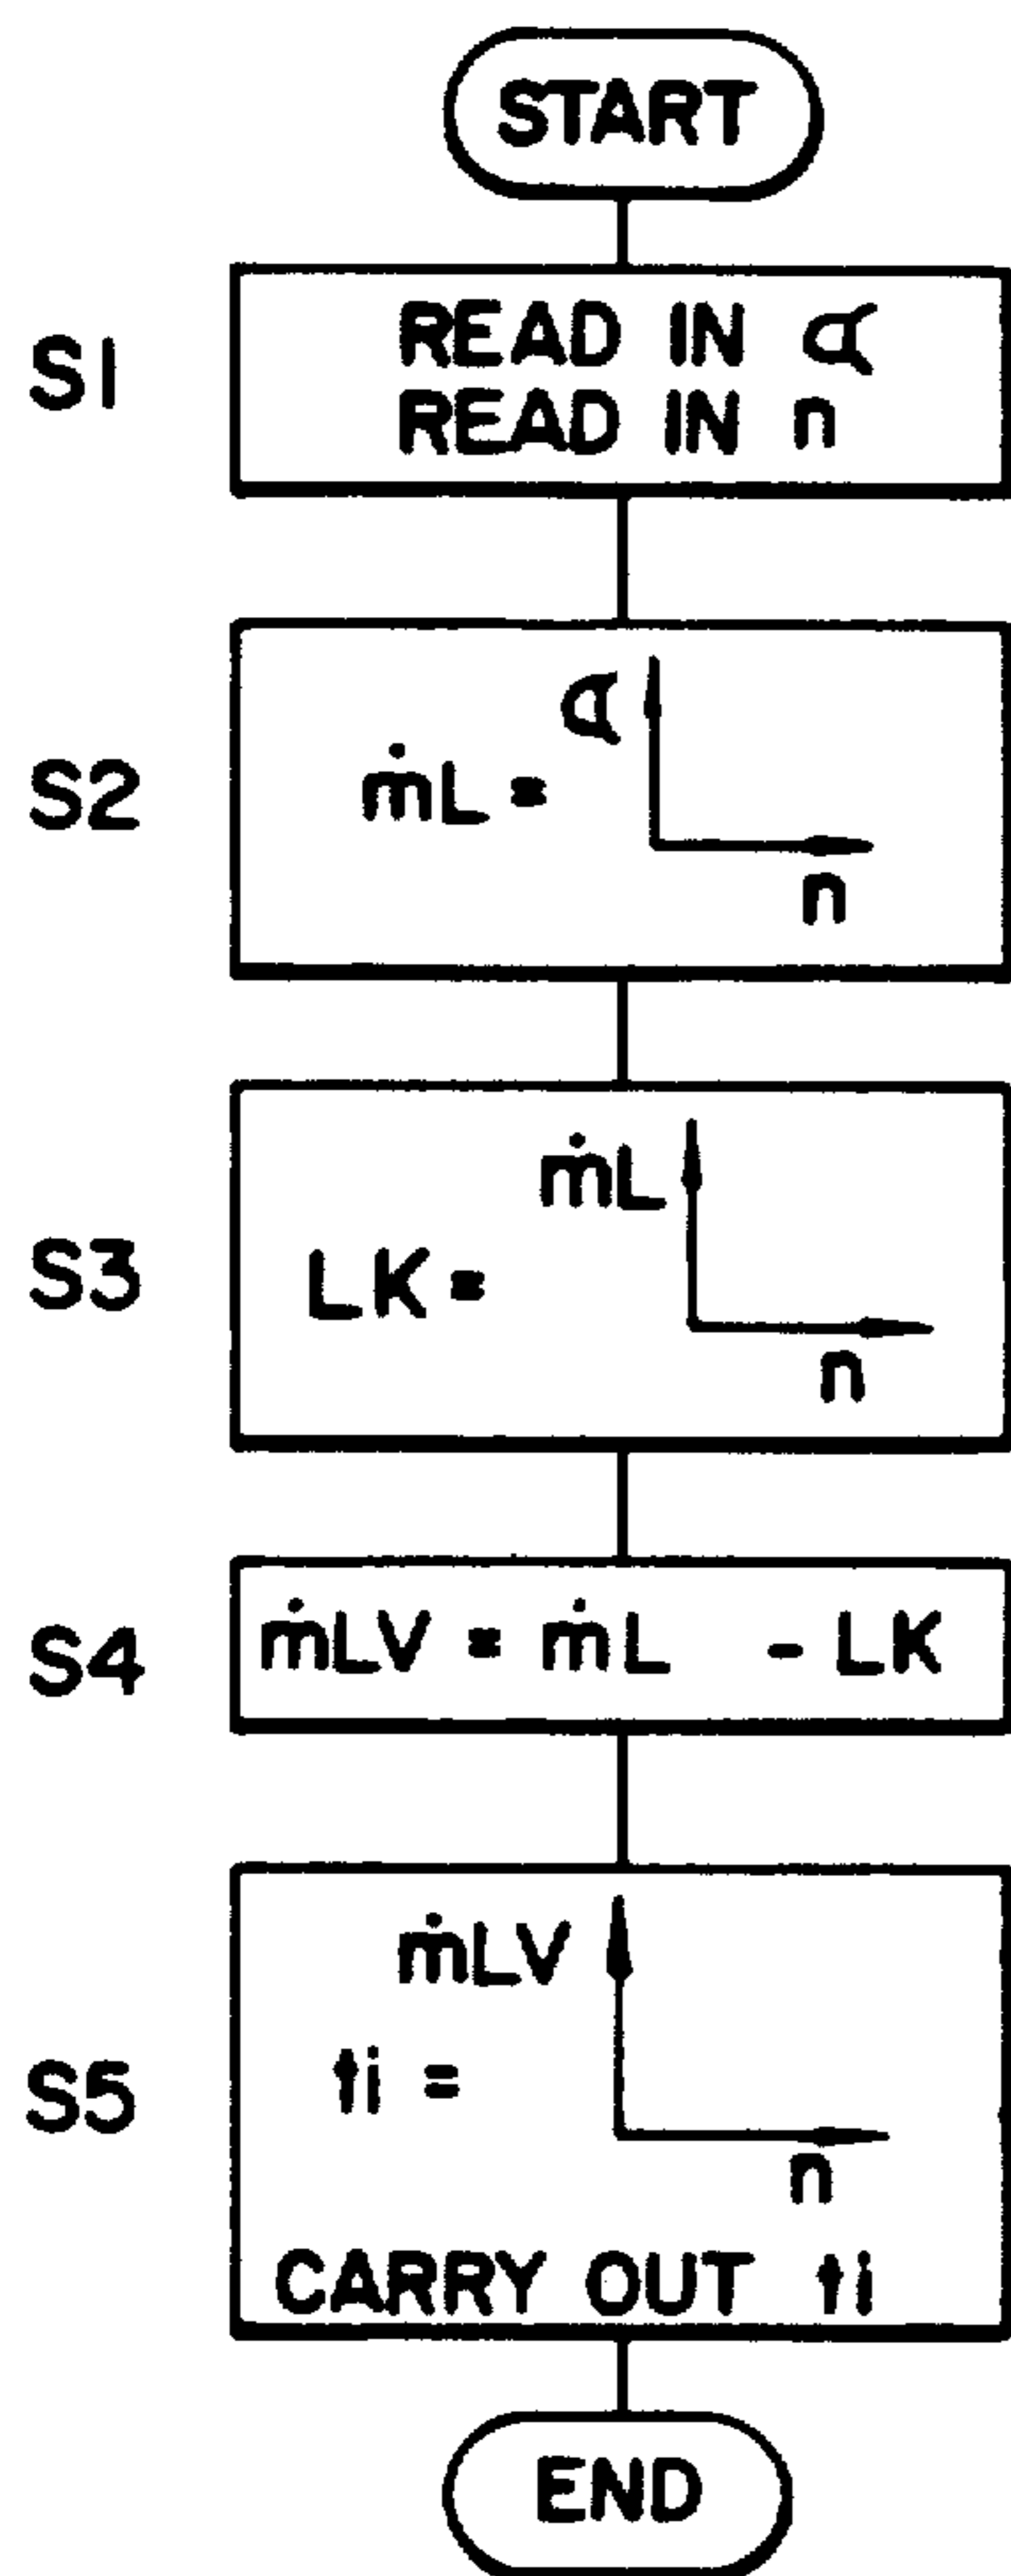 START
S1
READ IN ∢
READ IN n
S2
∢
ṁL =
n
S3
ṁL
LK =
n
S4
ṁLV = ṁL - LK
S5
ṁLV
ti =
n
CARRY OUT ti
END